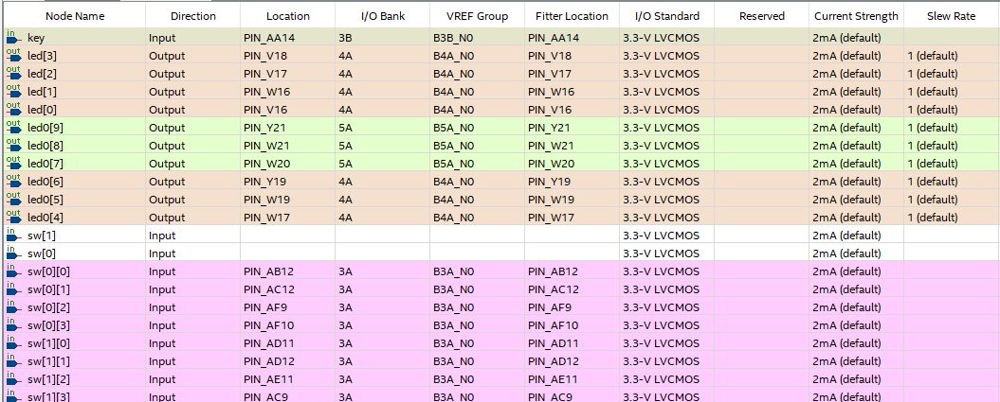 Node Name Direction Location I/O Bank VREF Group Fitter Location I/O Standard Reserved Current Strength Slew Rate
in key Input PIN_AA14 3B B3B_N0 PIN_AA14 3.3-V LVCMOS 2mA (default)
out led[3] Output PIN_V18 4A B4A_N0 PIN_V18 3.3-V LVCMOS 2mA (default) 1 (default)
out led[2] Output PIN_V17 4A B4A_N0 PIN_V17 3.3-V LVCMOS 2mA (default) 1 (default)
out led[1] Output PIN_W16 4A B4A_N0 PIN_W16 3.3-V LVCMOS 2mA (default) 1 (default)
out led[0] Output PIN_V16 4A B4A_N0 PIN_V16 3.3-V LVCMOS 2mA (default) 1 (default)
out led0[9] Output PIN_Y21 5A B5A_N0 PIN_Y21 3.3-V LVCMOS 2mA (default) 1 (default)
out led0[8] Output PIN_W21 5A B5A_N0 PIN_W21 3.3-V LVCMOS 2mA (default) 1 (default)
out led0[7] Output PIN_W20 5A B5A_N0 PIN_W20 3.3-V LVCMOS 2mA (default) 1 (default)
out led0[6] Output PIN_Y19 4A B4A_N0 PIN_Y19 3.3-V LVCMOS 2mA (default) 1 (default)
out led0[5] Output PIN_W19 4A B4A_N0 PIN_W19 3.3-V LVCMOS 2mA (default) 1 (default)
out led0[4] Output PIN_W17 4A B4A_N0 PIN_W17 3.3-V LVCMOS 2mA (default) 1 (default)
in sw[1] Input 3.3-V LVCMOS 2mA (default)
in sw[0] Input 3.3-V LVCMOS 2mA (default)
in sw[0][0] Input PIN_AB12 3A B3A_N0 PIN_AB12 3.3-V LVCMOS 2mA (default)
in sw[0][1] Input PIN_AC12 3A B3A_N0 PIN_AC12 3.3-V LVCMOS 2mA (default)
in sw[0][2] Input PIN_AF9 3A B3A_N0 PIN_AF9 3.3-V LVCMOS 2mA (default)
in sw[0][3] Input PIN_AF10 3A B3A_N0 PIN_AF10 3.3-V LVCMOS 2mA (default)
in sw[1][0] Input PIN_AD11 3A B3A_N0 PIN_AD11 3.3-V LVCMOS 2mA (default)
in sw[1][1] Input PIN_AD12 3A B3A_N0 PIN_AD12 3.3-V LVCMOS 2mA (default)
in sw[1][2] Input PIN_AE11 3A B3A_N0 PIN_AE11 3.3-V LVCMOS 2mA (default)
in sw[1][3] Input PIN_AC9 3A B3A_N0 PIN_AC9 3.3-V LVCMOS 2mA (default)